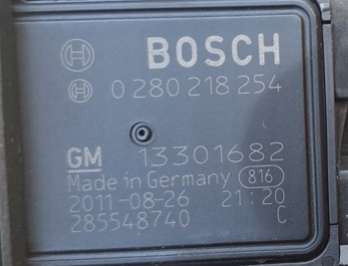 BOSCH
0 280 218 254
GM 13301682
Made in Germany 816
2011-08-26 21:20
285548740 C